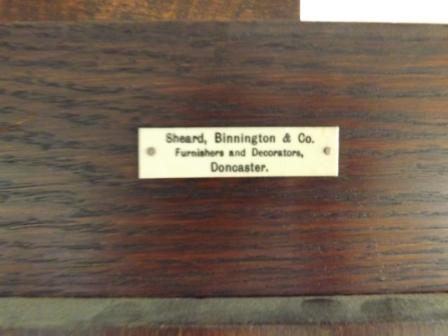 Sheard, Binnington & Co.
Furnishers and Decorators,
Doncaster.